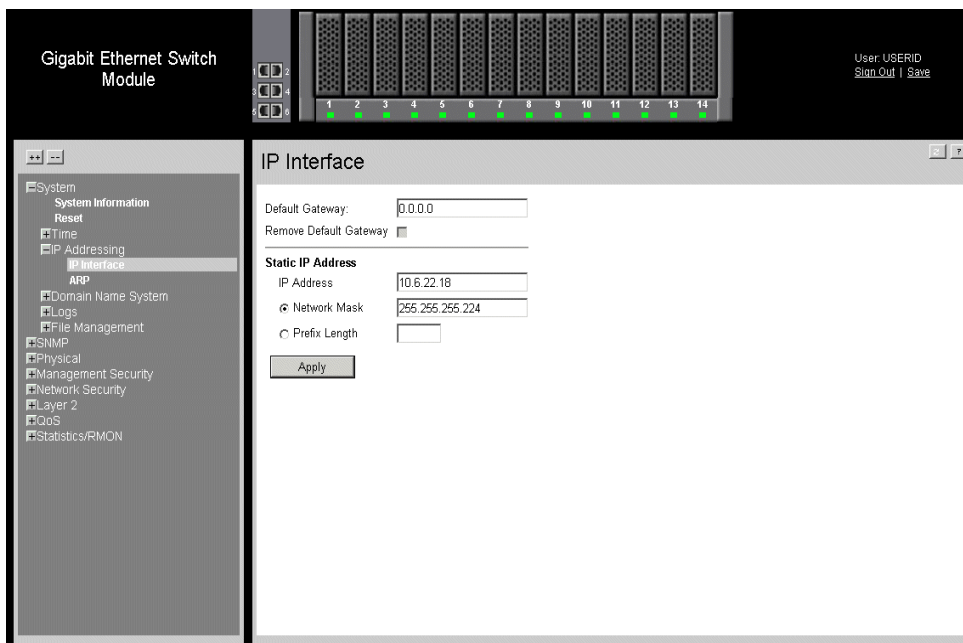 Gigabit Ethernet Switch
Module
1 2
3 4
5 6
1 2 3 4 5 6 7 8 9 10 11 12 13 14
User: USERID
Sign Out | Save
++ --
System
System Information
Reset
Time
IP Addressing
IP Interface
ARP
Domain Name System
Logs
File Management
SNMP
Physical
Management Security
Network Security
Layer 2
QoS
Statistics/RMON
IP Interface
?
Default Gateway: 0.0.0.0
Remove Default Gateway
Static IP Address
IP Address 10.6.22.18
Network Mask 255.255.255.224
Prefix Length
Apply